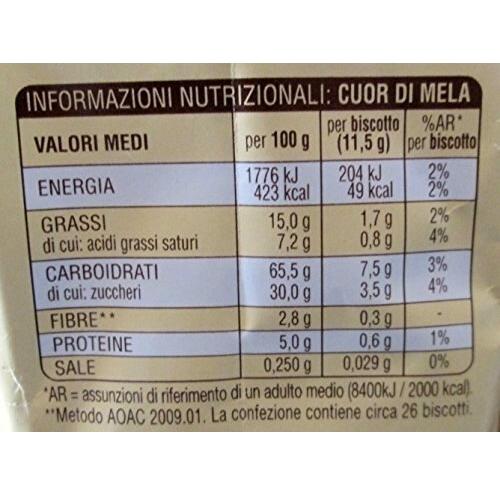 INFORMAZIONI NUTRIZIONALI: CUOR DI MELA
VALORI MEDI per 100 g per biscotto (11,5 g) %AR* per biscotto
ENERGIA 1776 kJ 204 kJ 2%
423 kcal 49 kcal 2%
GRASSI 15,0 g 1,7 g 2%
di cui: acidi grassi saturi 7,2 g 0,8 g 4%
CARBOIDRATI 65,5 g 7,5 g 3%
di cui: zuccheri 30,0 g 3,5 g 4%
FIBRE** 2,8 g 0,3 g -
PROTEINE 5,0 g 0,6 g 1%
SALE 0,250 g 0,029 g 0%
*AR = assunzioni di riferimento di un adulto medio (8400kJ / 2000 kcal).
**Metodo AOAC 2009.01. La confezione contiene circa 26 biscotti.